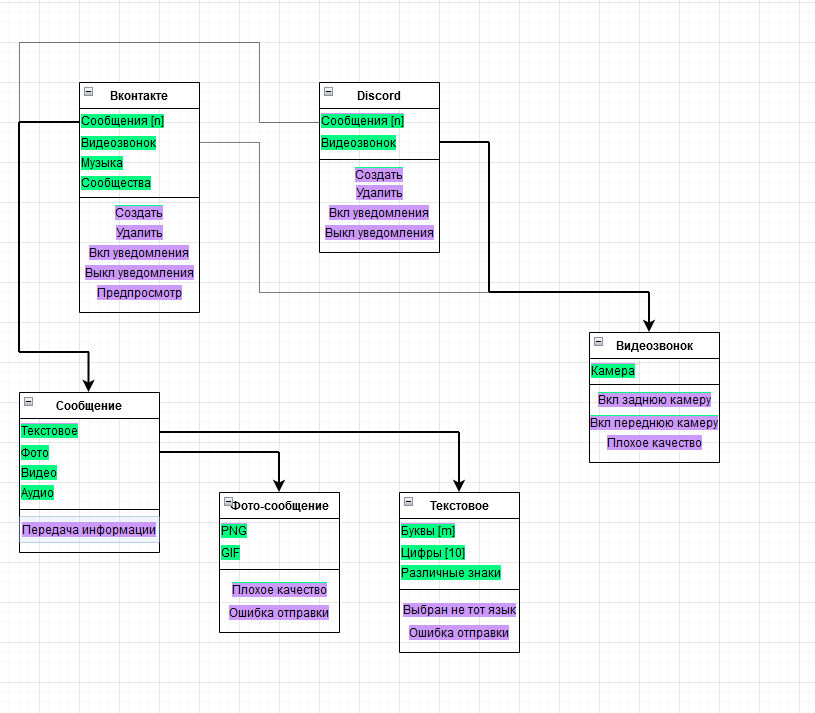 Вконтакте
Сообщения [n]
Видеозвонок
Музыка
Сообщества
Создать
Удалить
Вкл уведомления
Выкл уведомления
Предпросмотр
Discord
Сообщения [n]
Видеозвонок
Создать
Удалить
Вкл уведомления
Выкл уведомления
Видеозвонок
Камера
Вкл заднюю камеру
Вкл переднюю камеру
Плохое качество
Сообщение
Текстовое
Фото
Видео
Аудио
Передача информации
Фото-сообщение
PNG
GIF
Плохое качество
Ошибка отправки
Текстовое
Буквы [m]
Цифры [10]
Различные знаки
Выбран не тот язык
Ошибка отправки